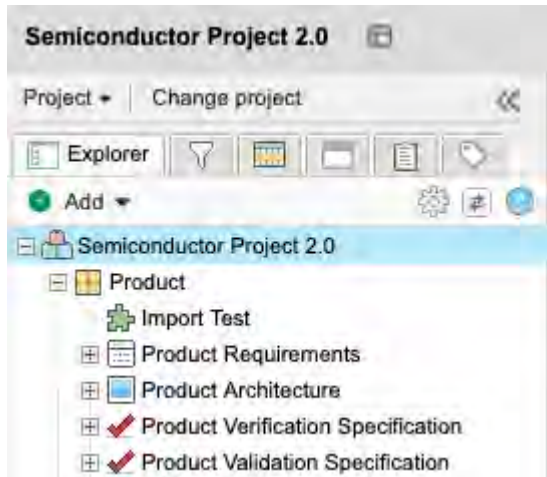 Semiconductor Project 2.0
Project Change project
Explorer
Add
Semiconductor Project 2.0
Product
Import Test
Product Requirements
Product Architecture
Product Verification Specification
Product Validation Specification